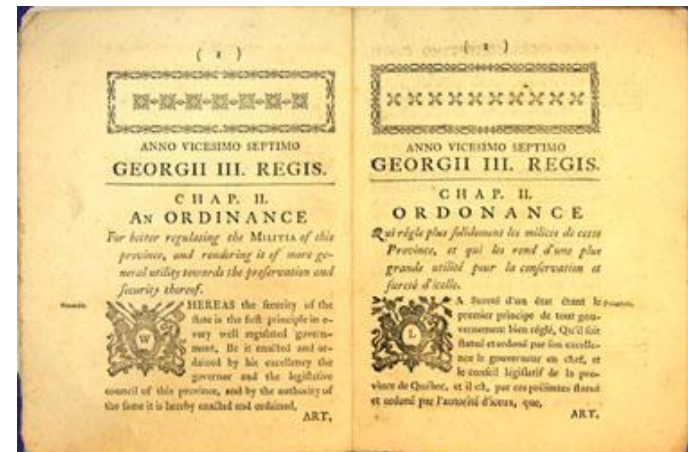 ( 1 )
ANNO VICESIMO SEPTIMO
GEORGII III. REGIS.
CHAP. II.
AN ORDINANCE
For better regulating the MILITIA of this
province, and rendering it of more ge-
neral utility towards the preservation and
security thereof.
WHEREAS the security of the
state is the first principle in e-
very well regulated govern-
ment, Be it enacted and or-
dained by his excellency the
governor and the legislative
council of this province, and by the authority of
the same it is hereby enacted and ordained,
ART.
( 1 )
ANNO VICESIMO SEPTIMO
GEORGII III. REGIS.
CHAP. II.
ORDONANCE
Qui régle plus solidement les milices de cette
Province, et qui les rend d'une plus
grande utilité pour la conservation et
sureté d'icelle.
LA Sureté d'un état étant le
premier principe de tout gou-
vernement bien réglé, Qu'il soit
statué et ordoné par son excelle-
nce le gouverneur en chef, et
le conseil législatif de la pro-
vince de Québec, et il est, par ces présentes statué
et ordoné par l'autorité d'iceux, que,
ART.